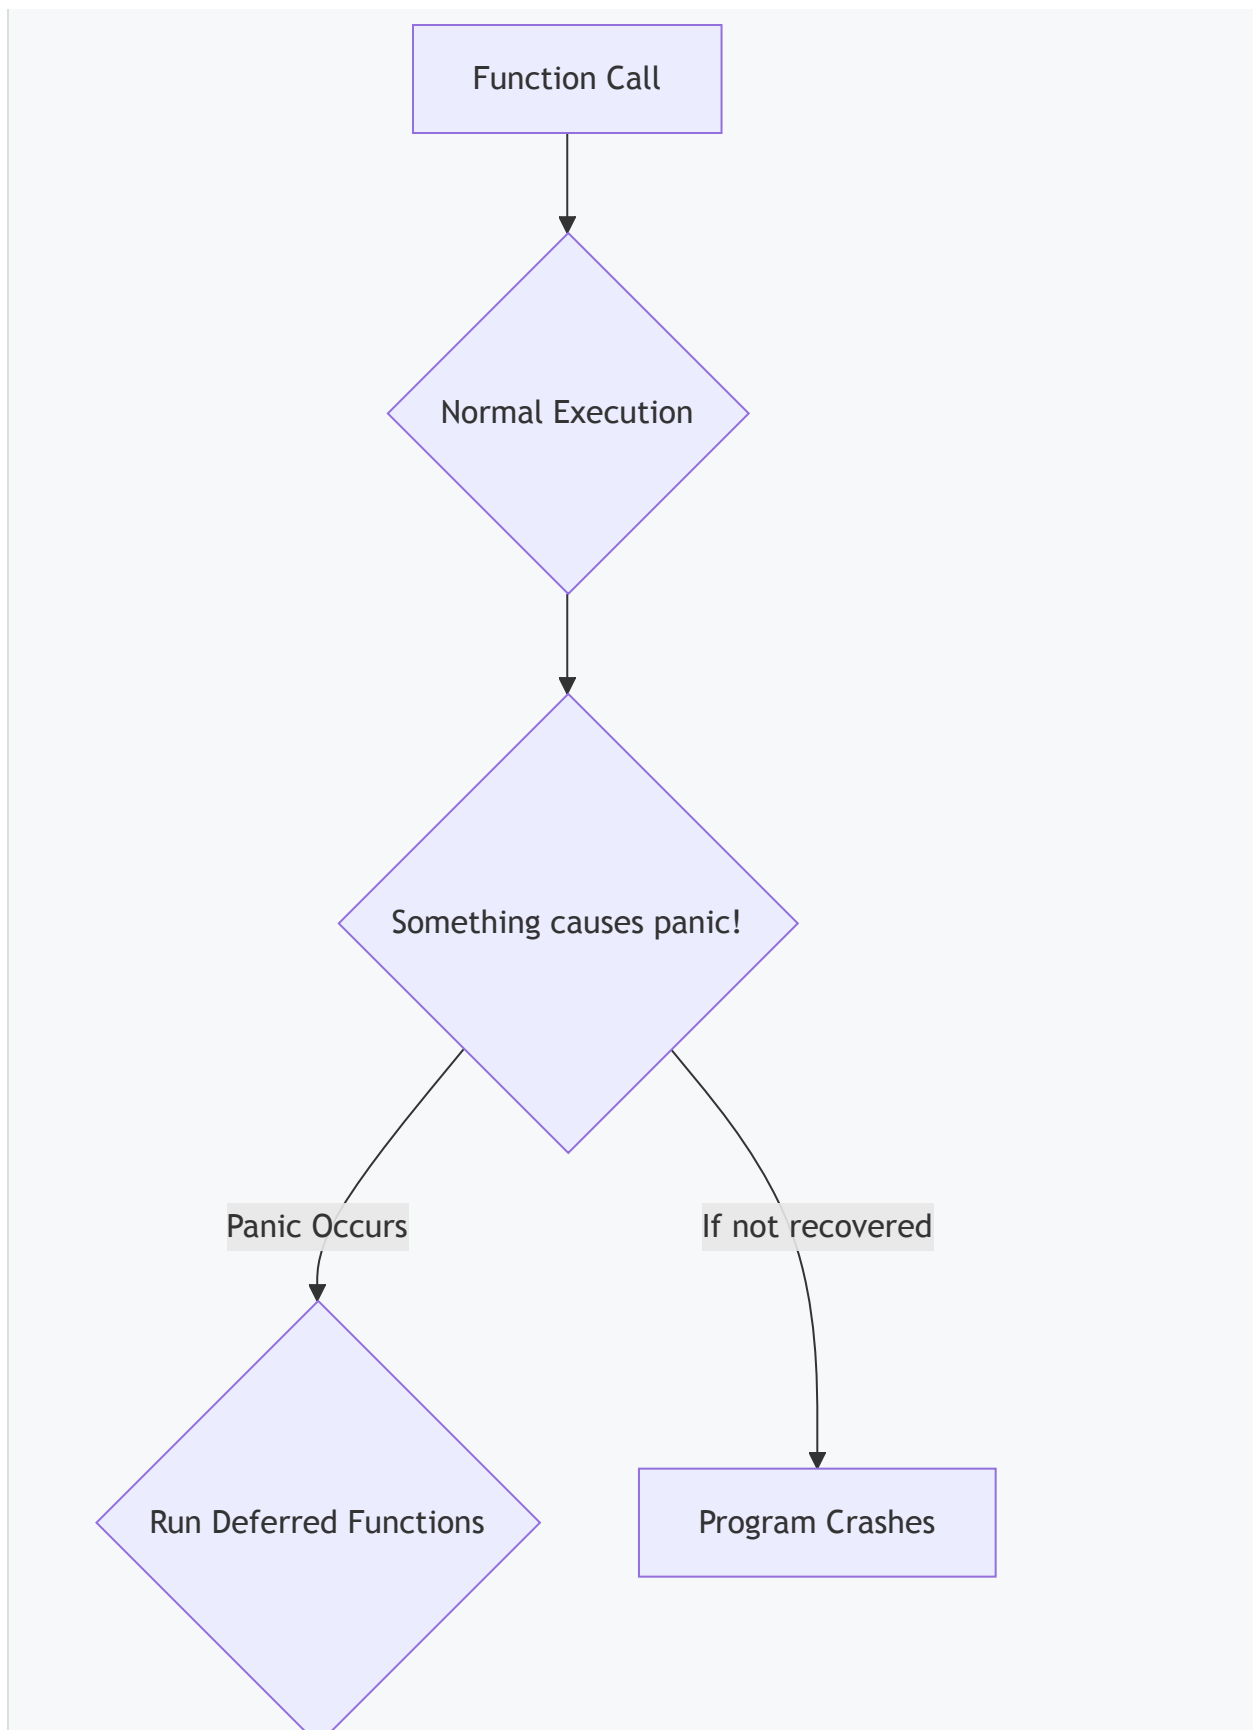 Function Call
Normal Execution
Something causes panic!
Panic Occurs
If not recovered
Run Deferred Functions
Program Crashes